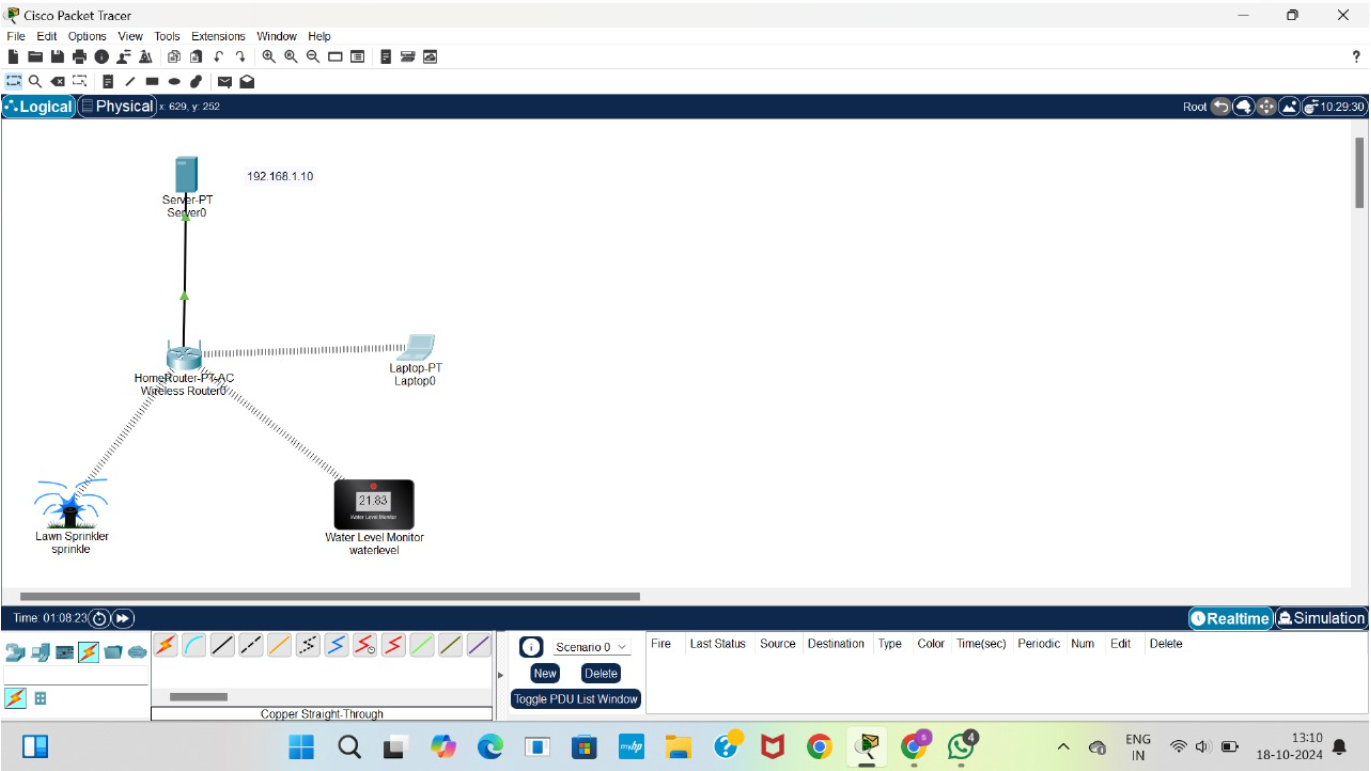 Cisco Packet Tracer
File Edit Options View Tools Extensions Window Help
?
Logical Physical x: 629, y: 252 Root 10:29:30
192.168.1.10
Server-PT
Server0
Laptop-PT
Laptop0
HomeRouter-PT-AC
Wireless Router0
21.83
Water Level Monitor
Lawn Sprinkler
sprinkle
Water Level Monitor
waterlevel
Time: 01:08:23 Realtime Simulation
Scenario 0 Fire Last Status Source Destination Type Color Time(sec) Periodic Num Edit Delete
New Delete
Toggle PDU List Window
Copper Straight-Through
myhp
S
4
ENG
IN
13:10
18-10-2024